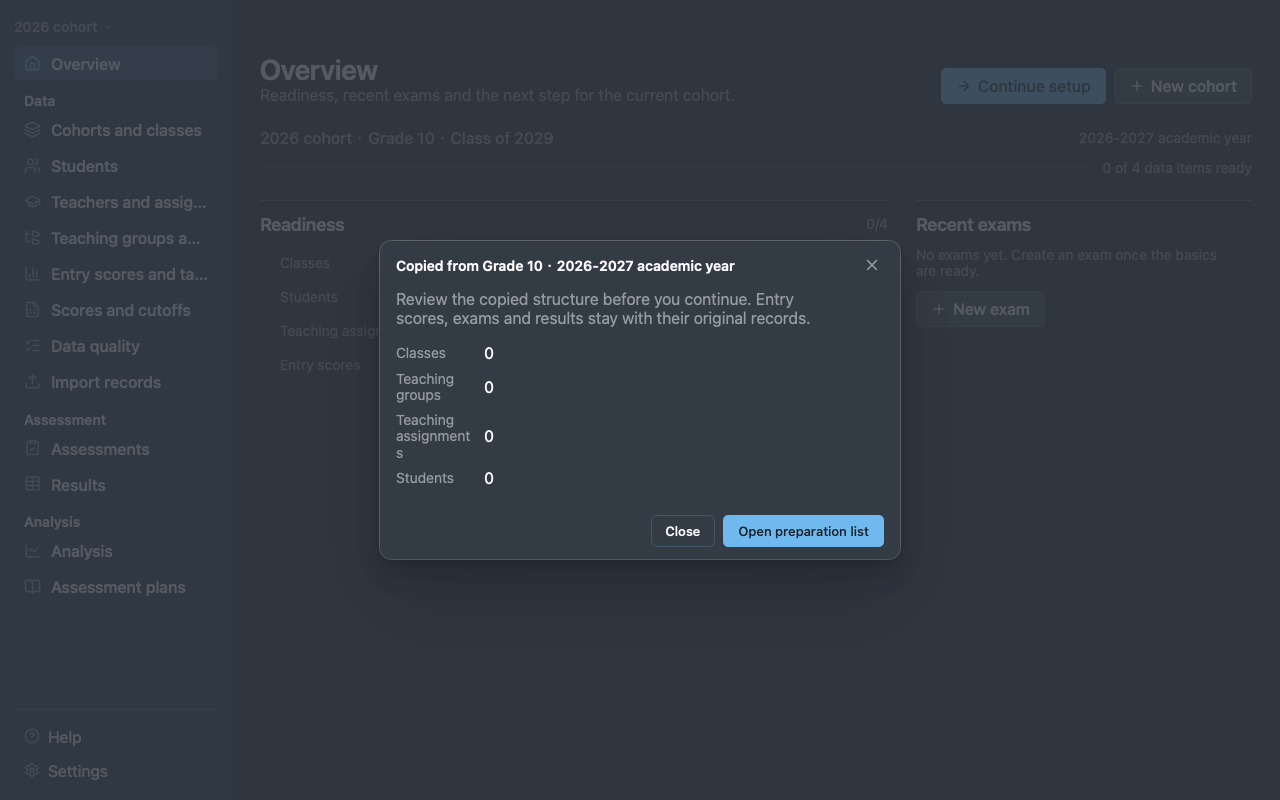 2026 cohort
Overview
Data
Cohorts and classes
Students
Teachers and assig...
Teaching groups a...
Entry scores and ta...
Scores and cutoffs
Data quality
Import records
Assessment
Assessments
Results
Analysis
Analysis
Assessment plans
Help
Settings
Overview
Readiness, recent exams and the next step for the current cohort.
Continue setup
New cohort
2026 cohort · Grade 10 · Class of 2029
2026-2027 academic year
0 of 4 data items ready
Readiness
0/4
Classes
Students
Teaching assign
Entry scores
Recent exams
No exams yet. Create an exam once the basics
are ready.
New exam
Copied from Grade 10 · 2026-2027 academic year
Review the copied structure before you continue. Entry
scores, exams and results stay with their original records.
Classes 0
Teaching
groups 0
Teaching
assignment
s 0
Students 0
Close
Open preparation list